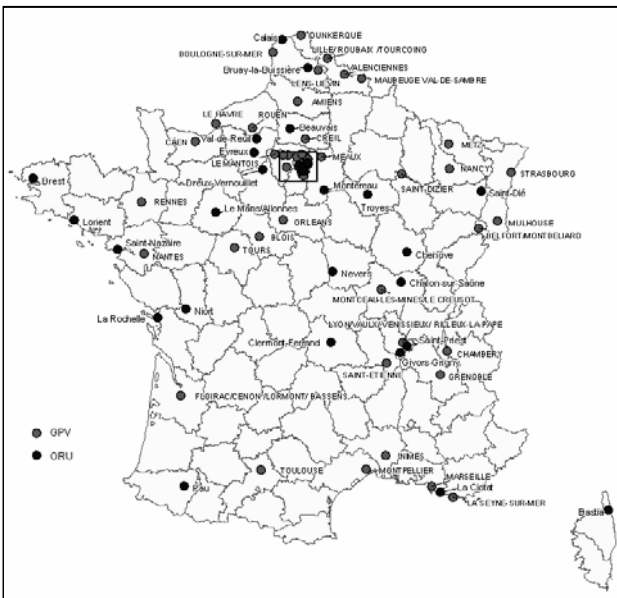 Calais
DUNKERQUE
BOULOGNE-SUR-MER
LILLE/ROUBAIX/TOURCOING
Bruay-la-Buissière
VALENCIENNES
LENS-LIEVIN
MAUBEUGE VAL-DE-SAMBRE
AMIENS
LE HAVRE
ROUEN
Beauvais
CAEN
Val-de-Reuil
CREIL
Evreux
MEAUX
METZ
LE MANTOIS
NANCY
STRASBOURG
Dreux-Vernouillet
Montereau
SAINT-DIZIER
Brest
Troyes
Saint-Dié
RENNES
Le Mans/Allonnes
Lorient
ORLEANS
MULHOUSE
BELFORT/MONTBELIARD
BLOIS
Saint-Nazaire
TOURS
Chenôve
NANTES
Nevers
Chalon-sur-Saône
MONTCEAU-LES-MINES/LE CREUSOT
Niort
La Rochelle
LYON/VAULX/VENISSIEUX/ RILLEUX-LA-PAPE
Clermont-Ferrand
Saint-Priest
CHAMBERY
Givors-Grigny
SAINT-ETIENNE
GRENOBLE
FLOIRAC/CENON/LORMONT/ BASSENS
GPV
ORU
NIMES
TOULOUSE
MONTPELLIER
Pau
MARSEILLE
La Ciotat
LA SEYNE-SUR-MER
Bastia